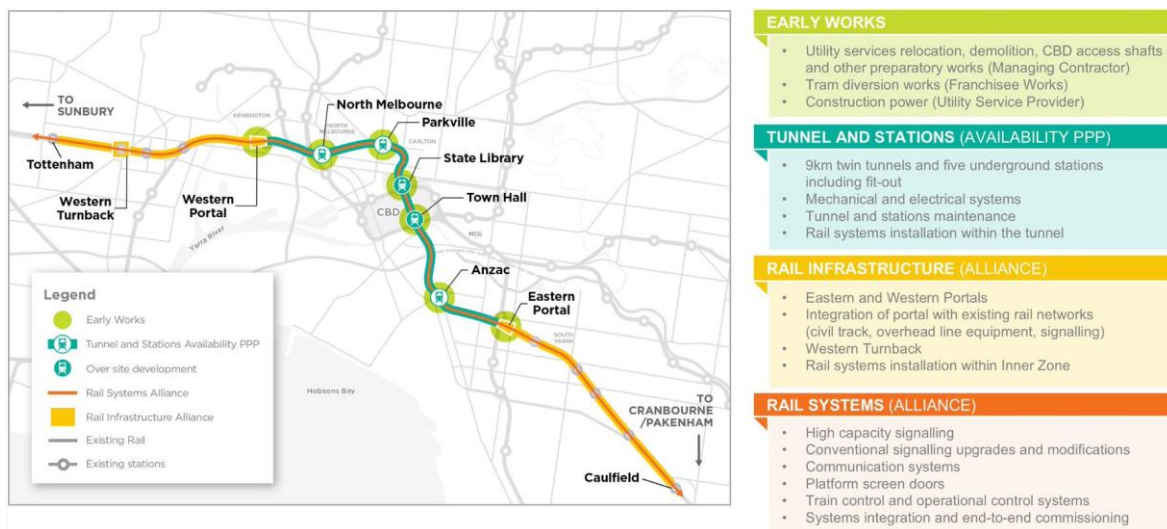 TO
SUNBURY
Tottenham
Western
Turnback
KENSINGTON
Western
Portal
NORTH
MELBOURNE
North Melbourne
Parkville
CARLTON
State Library
Town Hall
CBD
MCG
Yarra River
Anzac
Eastern
Portal
SOUTH
YARRA
Hobsons Bay
TO
CRANBOURNE
/PAKENHAM
Caulfield
Legend
Early Works
Tunnel and Stations Availability PPP
Over site development
Rail Systems Alliance
Rail Infrastructure Alliance
Existing Rail
Existing stations
EARLY WORKS
• Utility services relocation, demolition, CBD access shafts
and other preparatory works (Managing Contractor)
• Tram diversion works (Franchisee Works)
• Construction power (Utility Service Provider)
TUNNEL AND STATIONS (AVAILABILITY PPP)
• 9km twin tunnels and five underground stations
including fit-out
• Mechanical and electrical systems
• Tunnel and stations maintenance
• Rail systems installation within the tunnel
RAIL INFRASTRUCTURE (ALLIANCE)
• Eastern and Western Portals
• Integration of portal with existing rail networks
(civil track, overhead line equipment, signalling)
• Western Turnback
• Rail systems installation within Inner Zone
RAIL SYSTEMS (ALLIANCE)
• High capacity signalling
• Conventional signalling upgrades and modifications
• Communication systems
• Platform screen doors
• Train control and operational control systems
• Systems integration and end-to-end commissioning